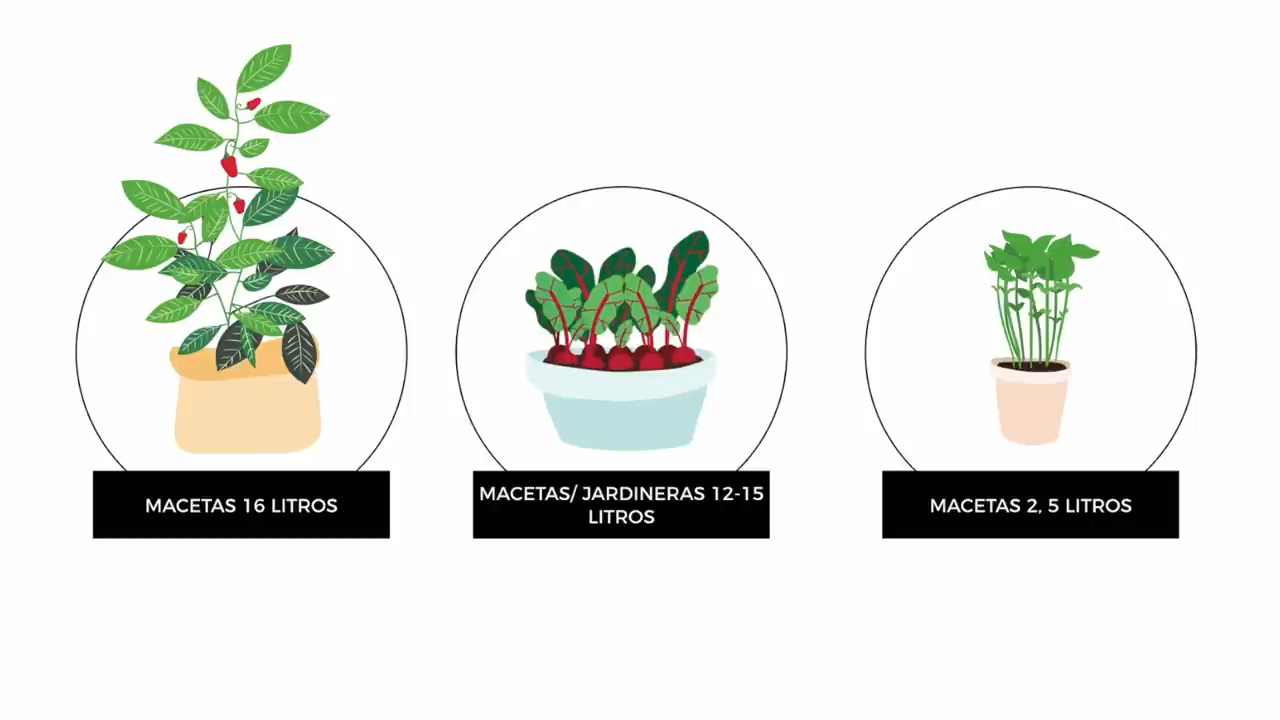 MACETAS 16 LITROS
MACETAS/ JARDINERAS 12-15
LITROS
MACETAS 2, 5 LITROS